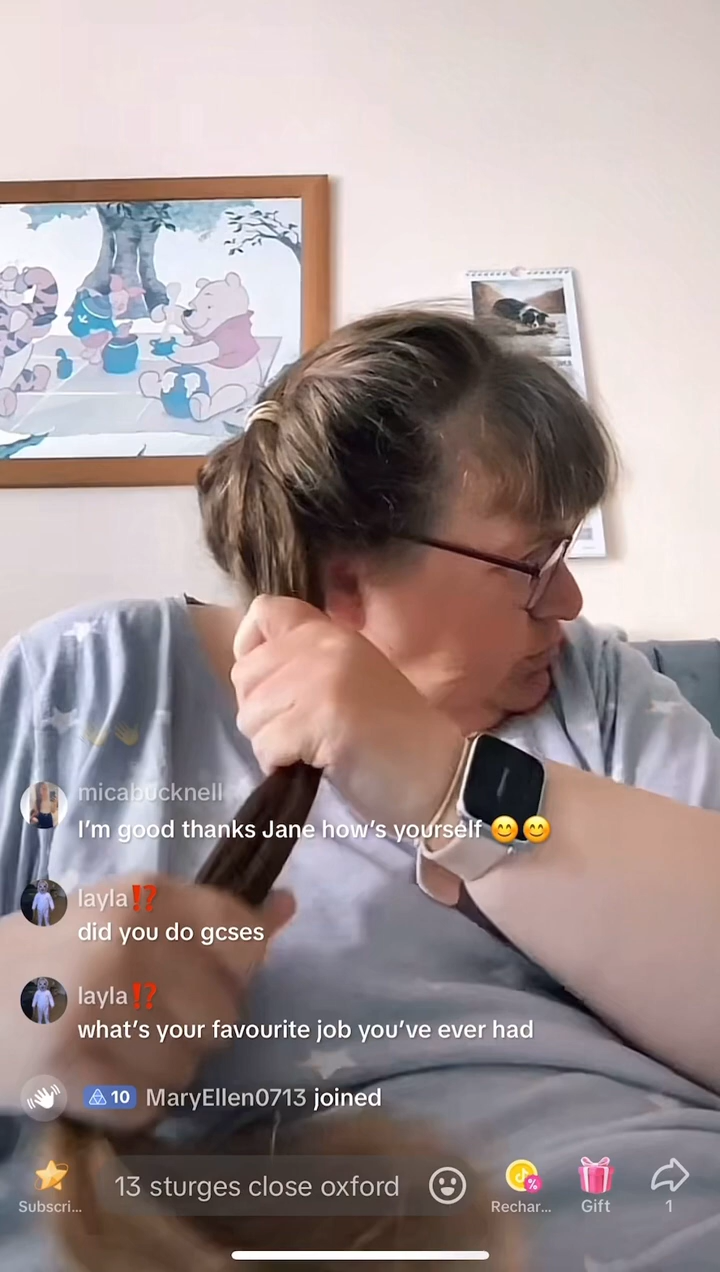 micabucknell
I'm good thanks Jane how's yourself 😊😊
layla⁉️
did you do gcses
layla⁉️
what's your favourite job you've ever had
10 MaryEllen0713 joined
13 sturges close oxford
Subscri... Rechar... Gift 1